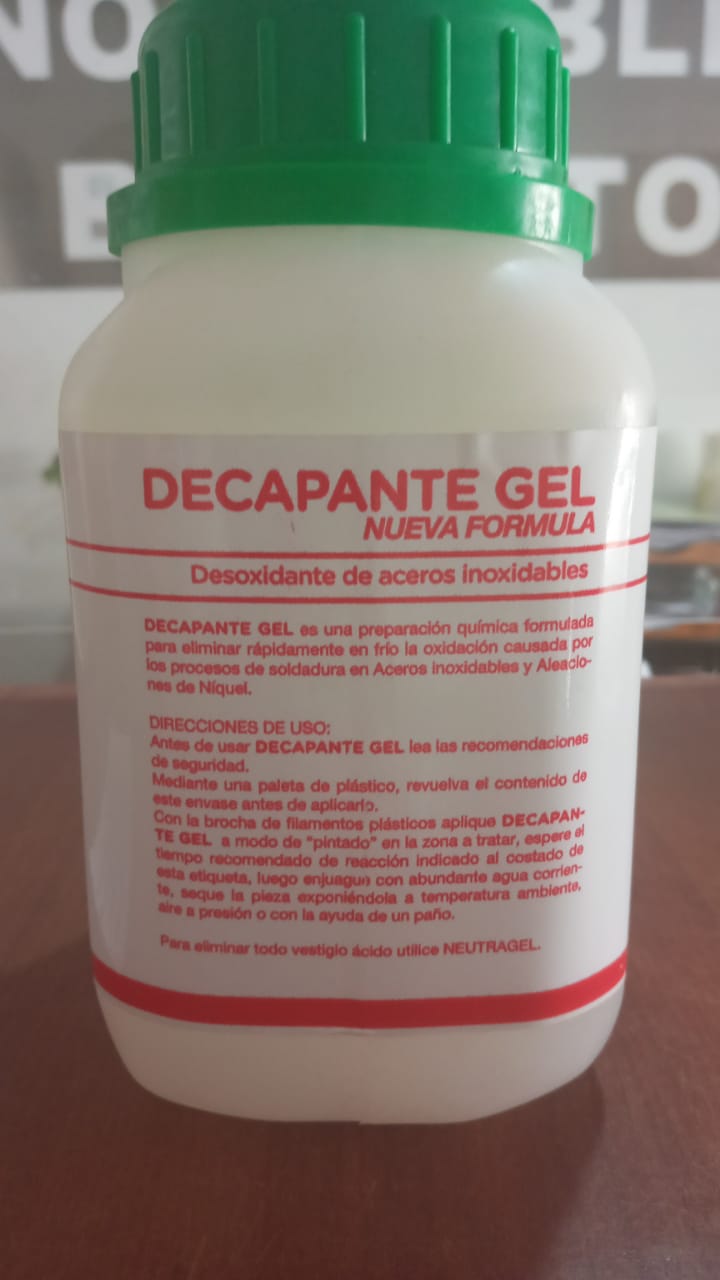 NO BLE
B TO
DECAPANTE GEL
NUEVA FORMULA
Desoxidante de aceros inoxidables
DECAPANTE GEL es una preparación química formulada
para eliminar rápidamente en frío la oxidación causada por
los procesos de soldadura en Aceros inoxidables y Aleacio-
nes de Níquel.
DIRECCIONES DE USO:
Antes de usar DECAPANTE GEL lea las recomendaciones
de seguridad.
Mediante una paleta de plástico, revuelva el contenido de
este envase antes de aplicarlo.
Con la brocha de filamentos plásticos aplique DECAPAN-
TE GEL a modo de "pintado" en la zona a tratar, espere el
tiempo recomendado de reacción indicado al costado de
esta etiqueta, luego enjuague con abundante agua corrien-
te, seque la pieza exponiéndola a temperatura ambiente,
aire a presión o con la ayuda de un paño.
Para eliminar todo vestigio ácido utilice NEUTRAGEL.